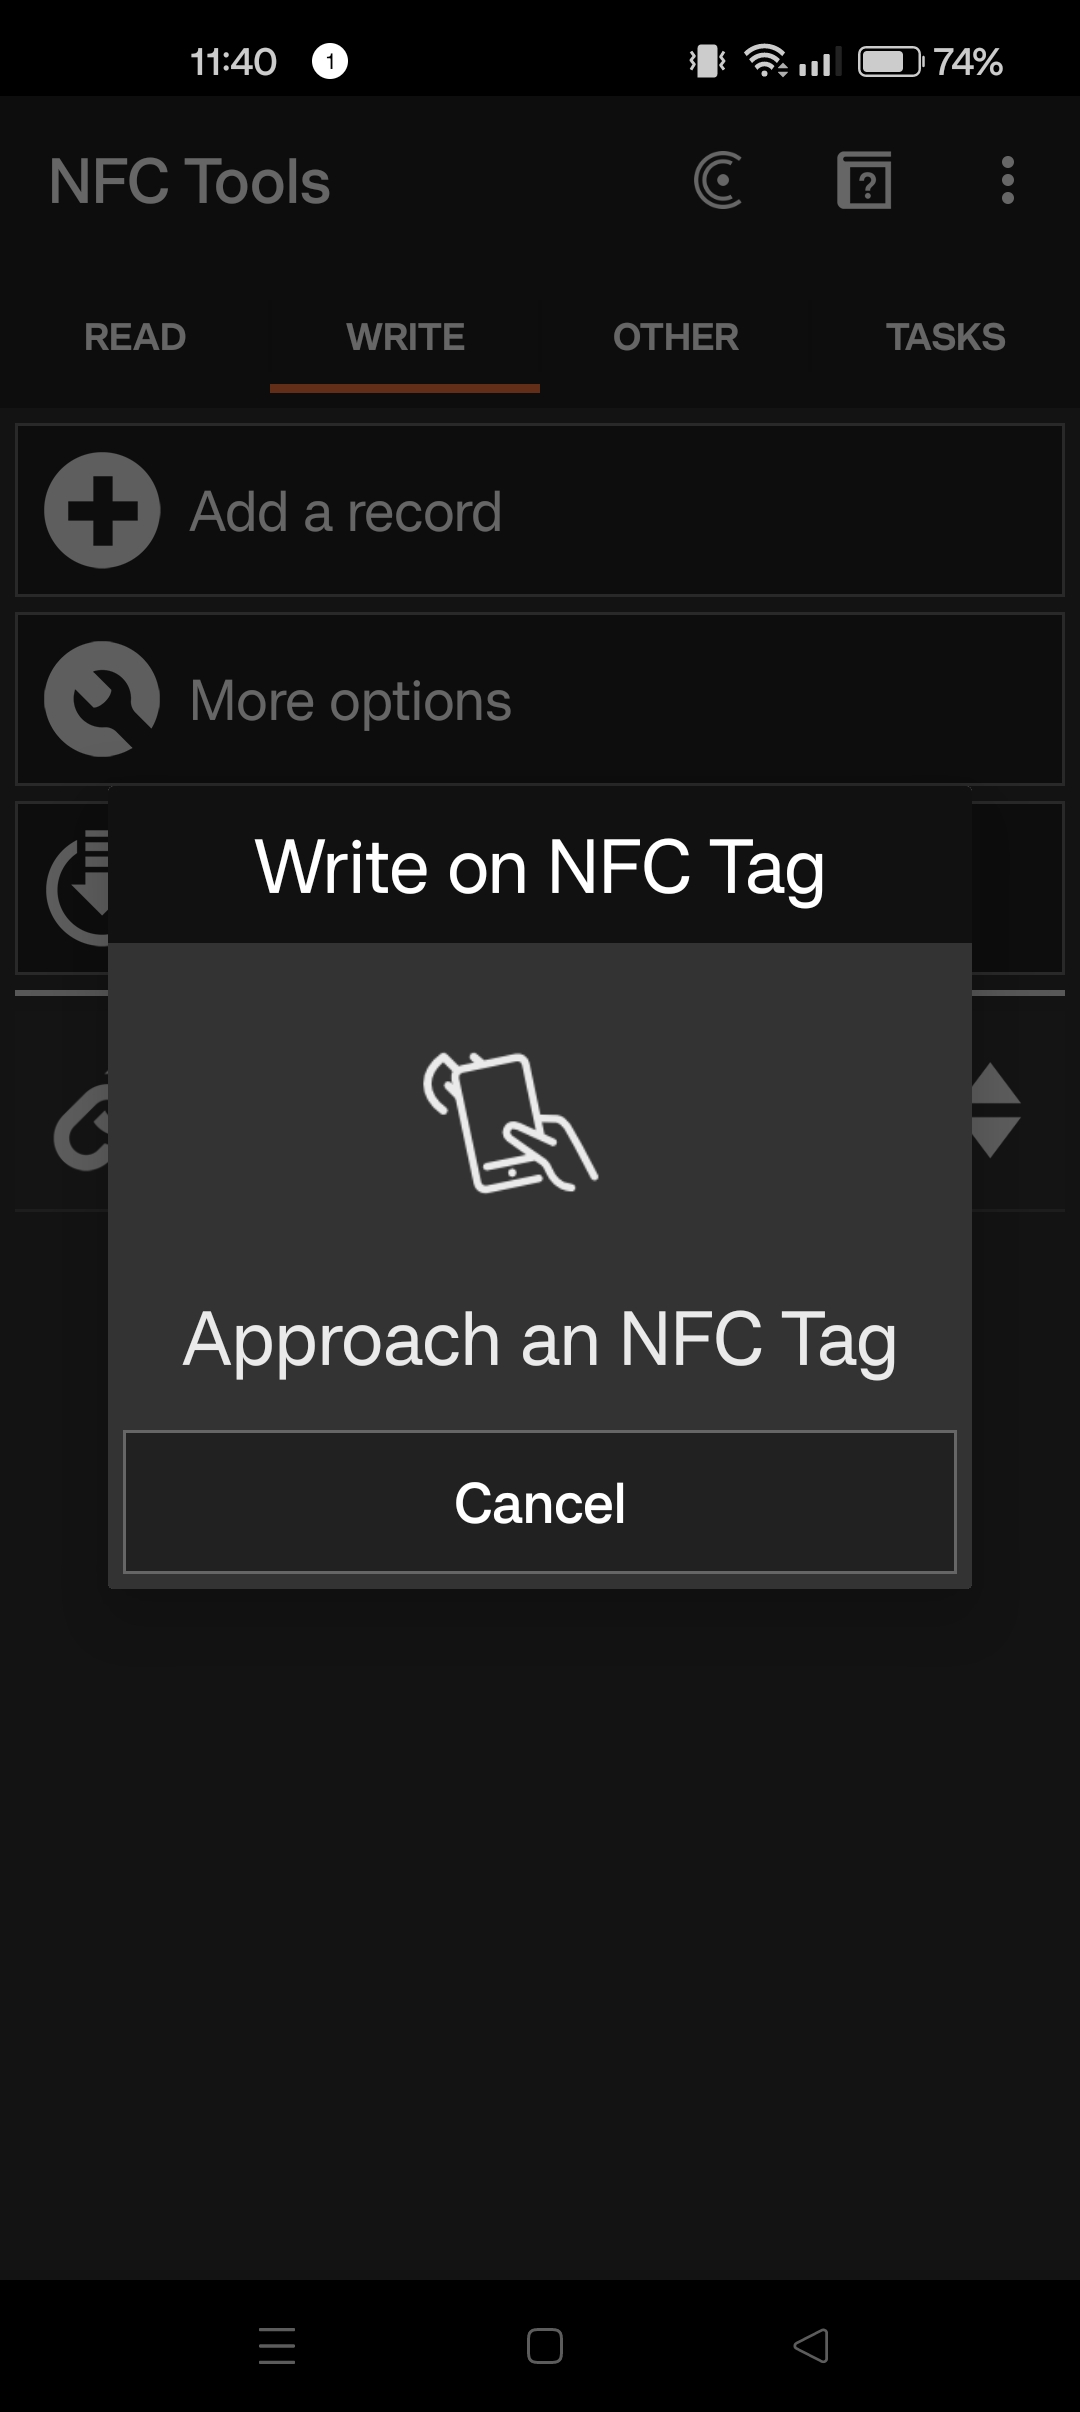 11:40 1 74%
NFC Tools ?
READ WRITE OTHER TASKS
Add a record
More options
Write on NFC Tag
Approach an NFC Tag
Cancel